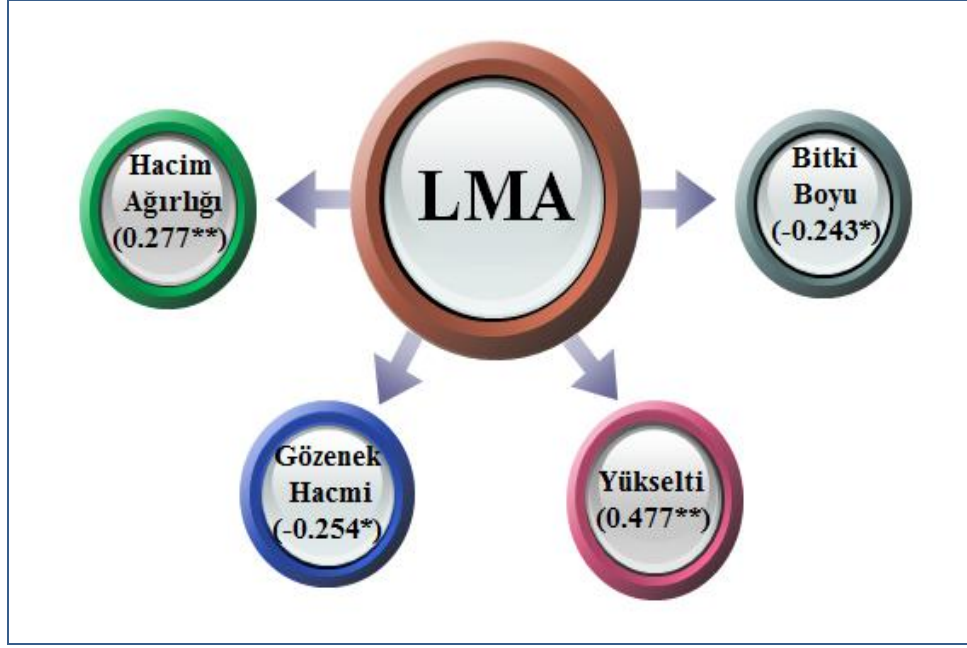 LMA
Hacim
Ağırlığı
(0.277**)
Bitki
Boyu
(-0.243*)
Gözenek
Hacmi
(-0.254*)
Yükselti
(0.477**)